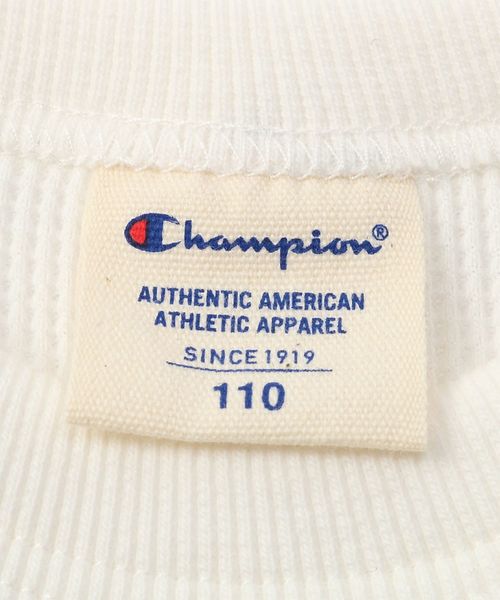 Champion®
AUTHENTIC AMERICAN
ATHLETIC APPAREL
SINCE 1919
110